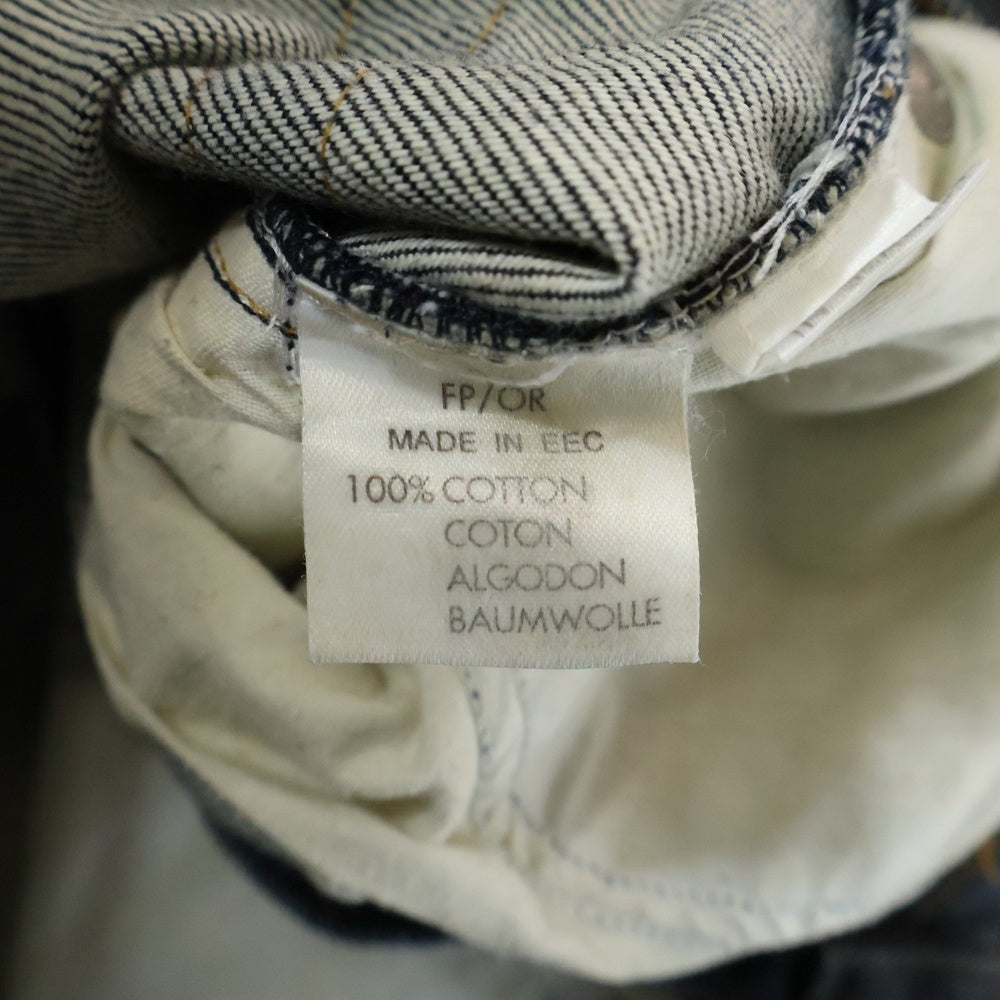 FP/OR
MADE IN EEC
100% COTTON
COTON
ALGODON
BAUMWOLLE